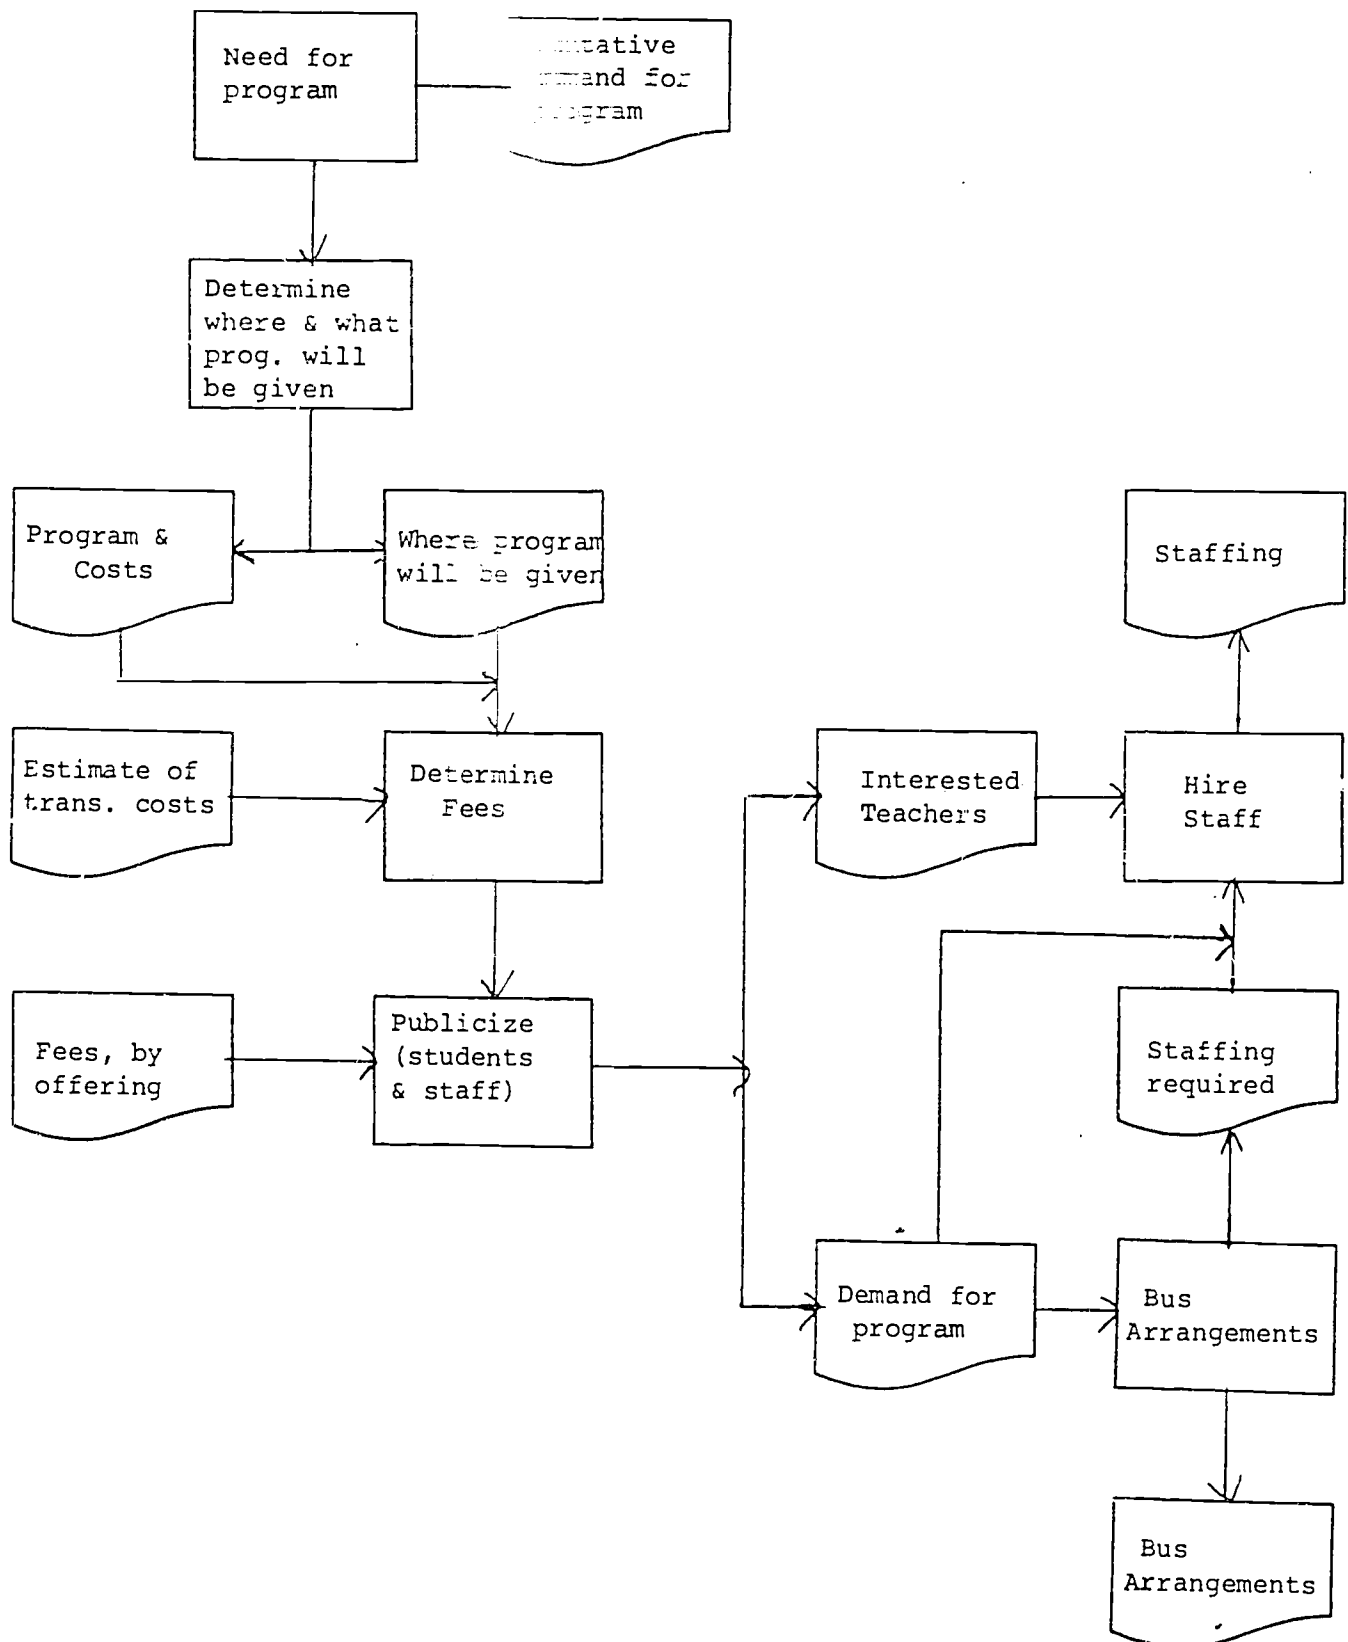 Need for
program
for
Determine
where & what
prog. will
be given
Program &
Costs
Where program
will be given
Estimate of
trans. costs
Determine
Fees
Interested
Teachers
Hire
Staff
Staffing
Fees, by
offering
Publicize
(students
& staff)
Staffing
required
Demand for
program
Bus
Arrangements
Bus
Arrangements